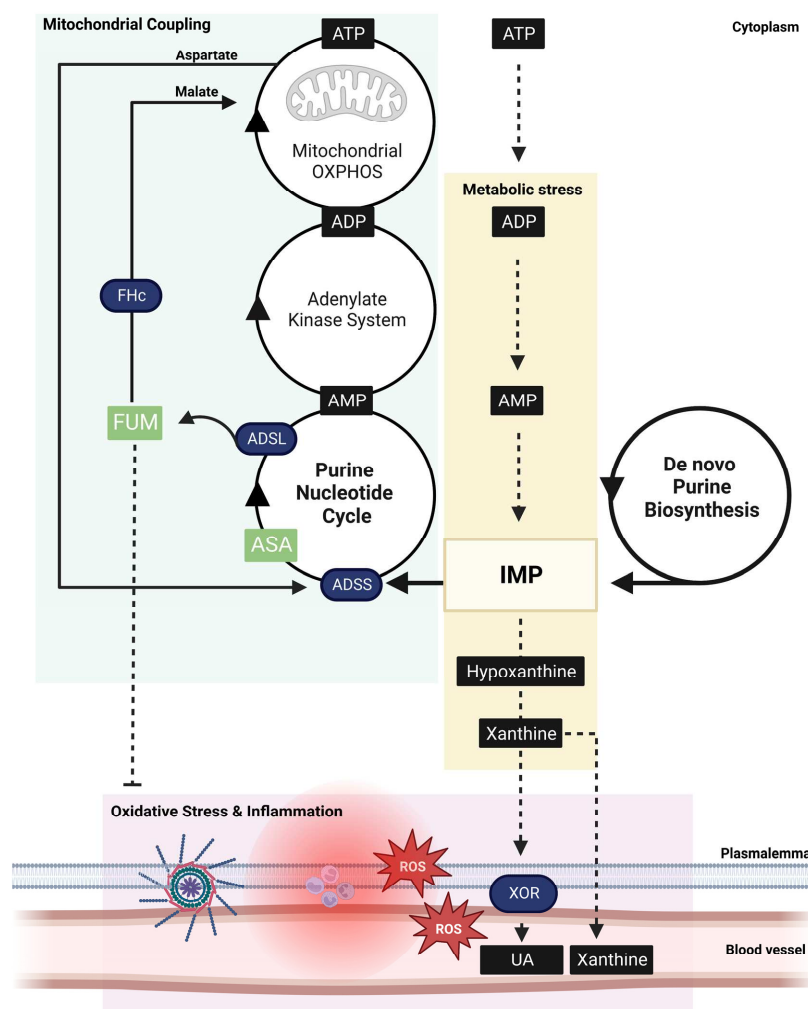 Mitochondrial Coupling
ATP
ATP
Cytoplasm
Aspartate
Malate
Mitochondrial
OXPHOS
Metabolic stress
ADP
ADP
FHc
Adenylate
Kinase System
AMP
AMP
FUM
ADSL
Purine
Nucleotide
Cycle
De novo
Purine
Biosynthesis
ASA
IMP
ADSS
Hypoxanthine
Xanthine
Oxidative Stress & Inflammation
Plasmalemma
ROS
XOR
ROS
Blood vessel
UA
Xanthine